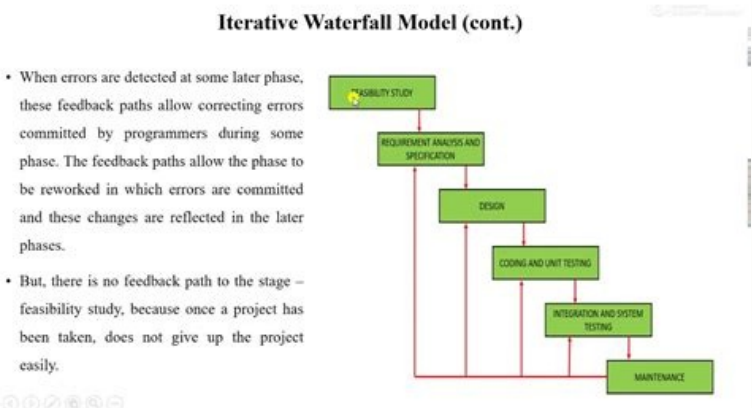 Iterative Waterfall Model (cont.)
• When errors are detected at some later phase,
these feedback paths allow correcting errors
committed by programmers during some
phase. The feedback paths allow the phase to
be reworked in which errors are committed
and these changes are reflected in the later
phases.
• But, there is no feedback path to the stage –
feasibility study, because once a project has
been taken, does not give up the project
easily.
FEASIBILITY STUDY
REQUIREMENT ANALYSIS AND
SPECIFICATION
DESIGN
CODING AND UNIT TESTING
INTEGRATION AND SYSTEM
TESTING
MAINTENANCE